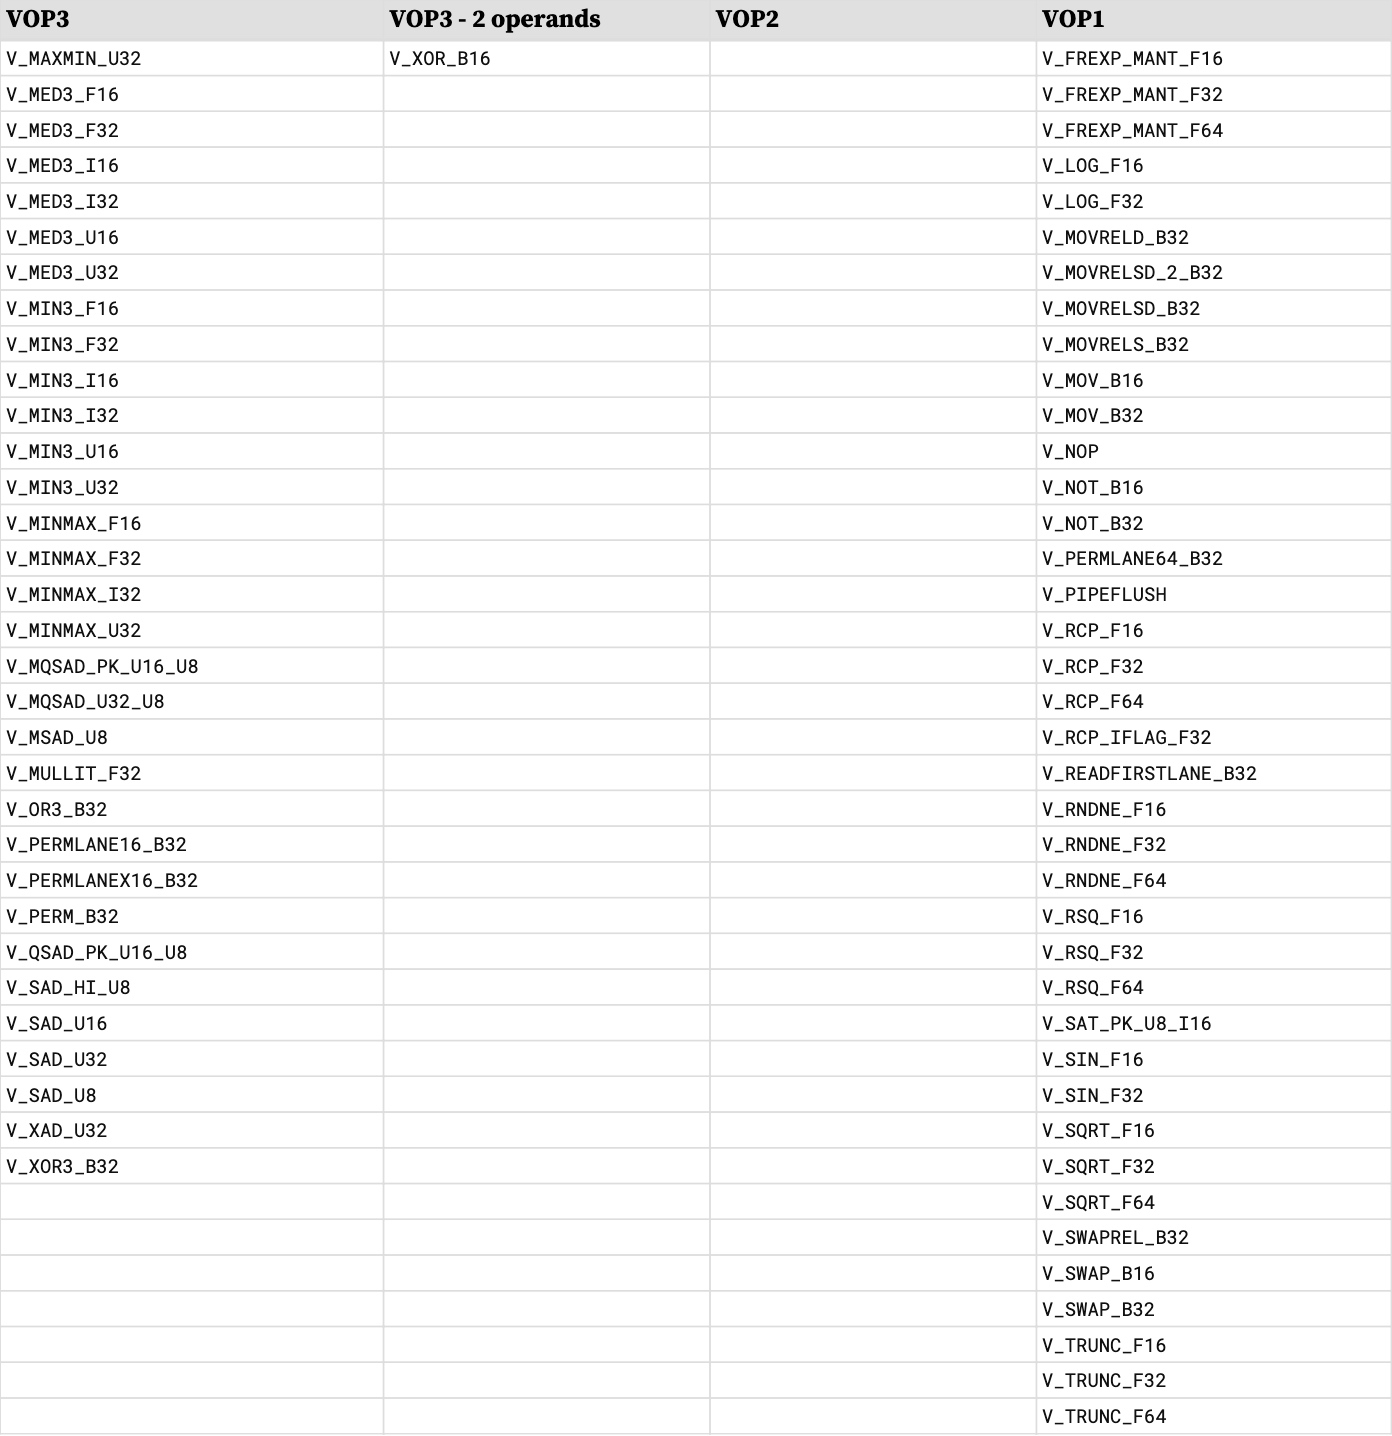 VOP3 VOP3 - 2 operands VOP2 VOP1
V_MAXMIN_U32 V_XOR_B16 V_FREXP_MANT_F16
V_MED3_F16 V_FREXP_MANT_F32
V_MED3_F32 V_FREXP_MANT_F64
V_MED3_I16 V_LOG_F16
V_MED3_I32 V_LOG_F32
V_MED3_U16 V_MOVRELD_B32
V_MED3_U32 V_MOVRELSD_2_B32
V_MIN3_F16 V_MOVRELSD_B32
V_MIN3_F32 V_MOVRELS_B32
V_MIN3_I16 V_MOV_B16
V_MIN3_I32 V_MOV_B32
V_MIN3_U16 V_NOP
V_MIN3_U32 V_NOT_B16
V_MINMAX_F16 V_NOT_B32
V_MINMAX_F32 V_PERMLANE64_B32
V_MINMAX_I32 V_PIPEFLUSH
V_MINMAX_U32 V_RCP_F16
V_MQSAD_PK_U16_U8 V_RCP_F32
V_MQSAD_U32_U8 V_RCP_F64
V_MSAD_U8 V_RCP_IFLAG_F32
V_MULLIT_F32 V_READFIRSTLANE_B32
V_OR3_B32 V_RNDNE_F16
V_PERMLANE16_B32 V_RNDNE_F32
V_PERMLANEX16_B32 V_RNDNE_F64
V_PERM_B32 V_RSQ_F16
V_QSAD_PK_U16_U8 V_RSQ_F32
V_SAD_HI_U8 V_RSQ_F64
V_SAD_U16 V_SAT_PK_U8_I16
V_SAD_U32 V_SIN_F16
V_SAD_U8 V_SIN_F32
V_XAD_U32 V_SQRT_F16
V_XOR3_B32 V_SQRT_F32
V_SQRT_F64
V_SWAPREL_B32
V_SWAP_B16
V_SWAP_B32
V_TRUNC_F16
V_TRUNC_F32
V_TRUNC_F64